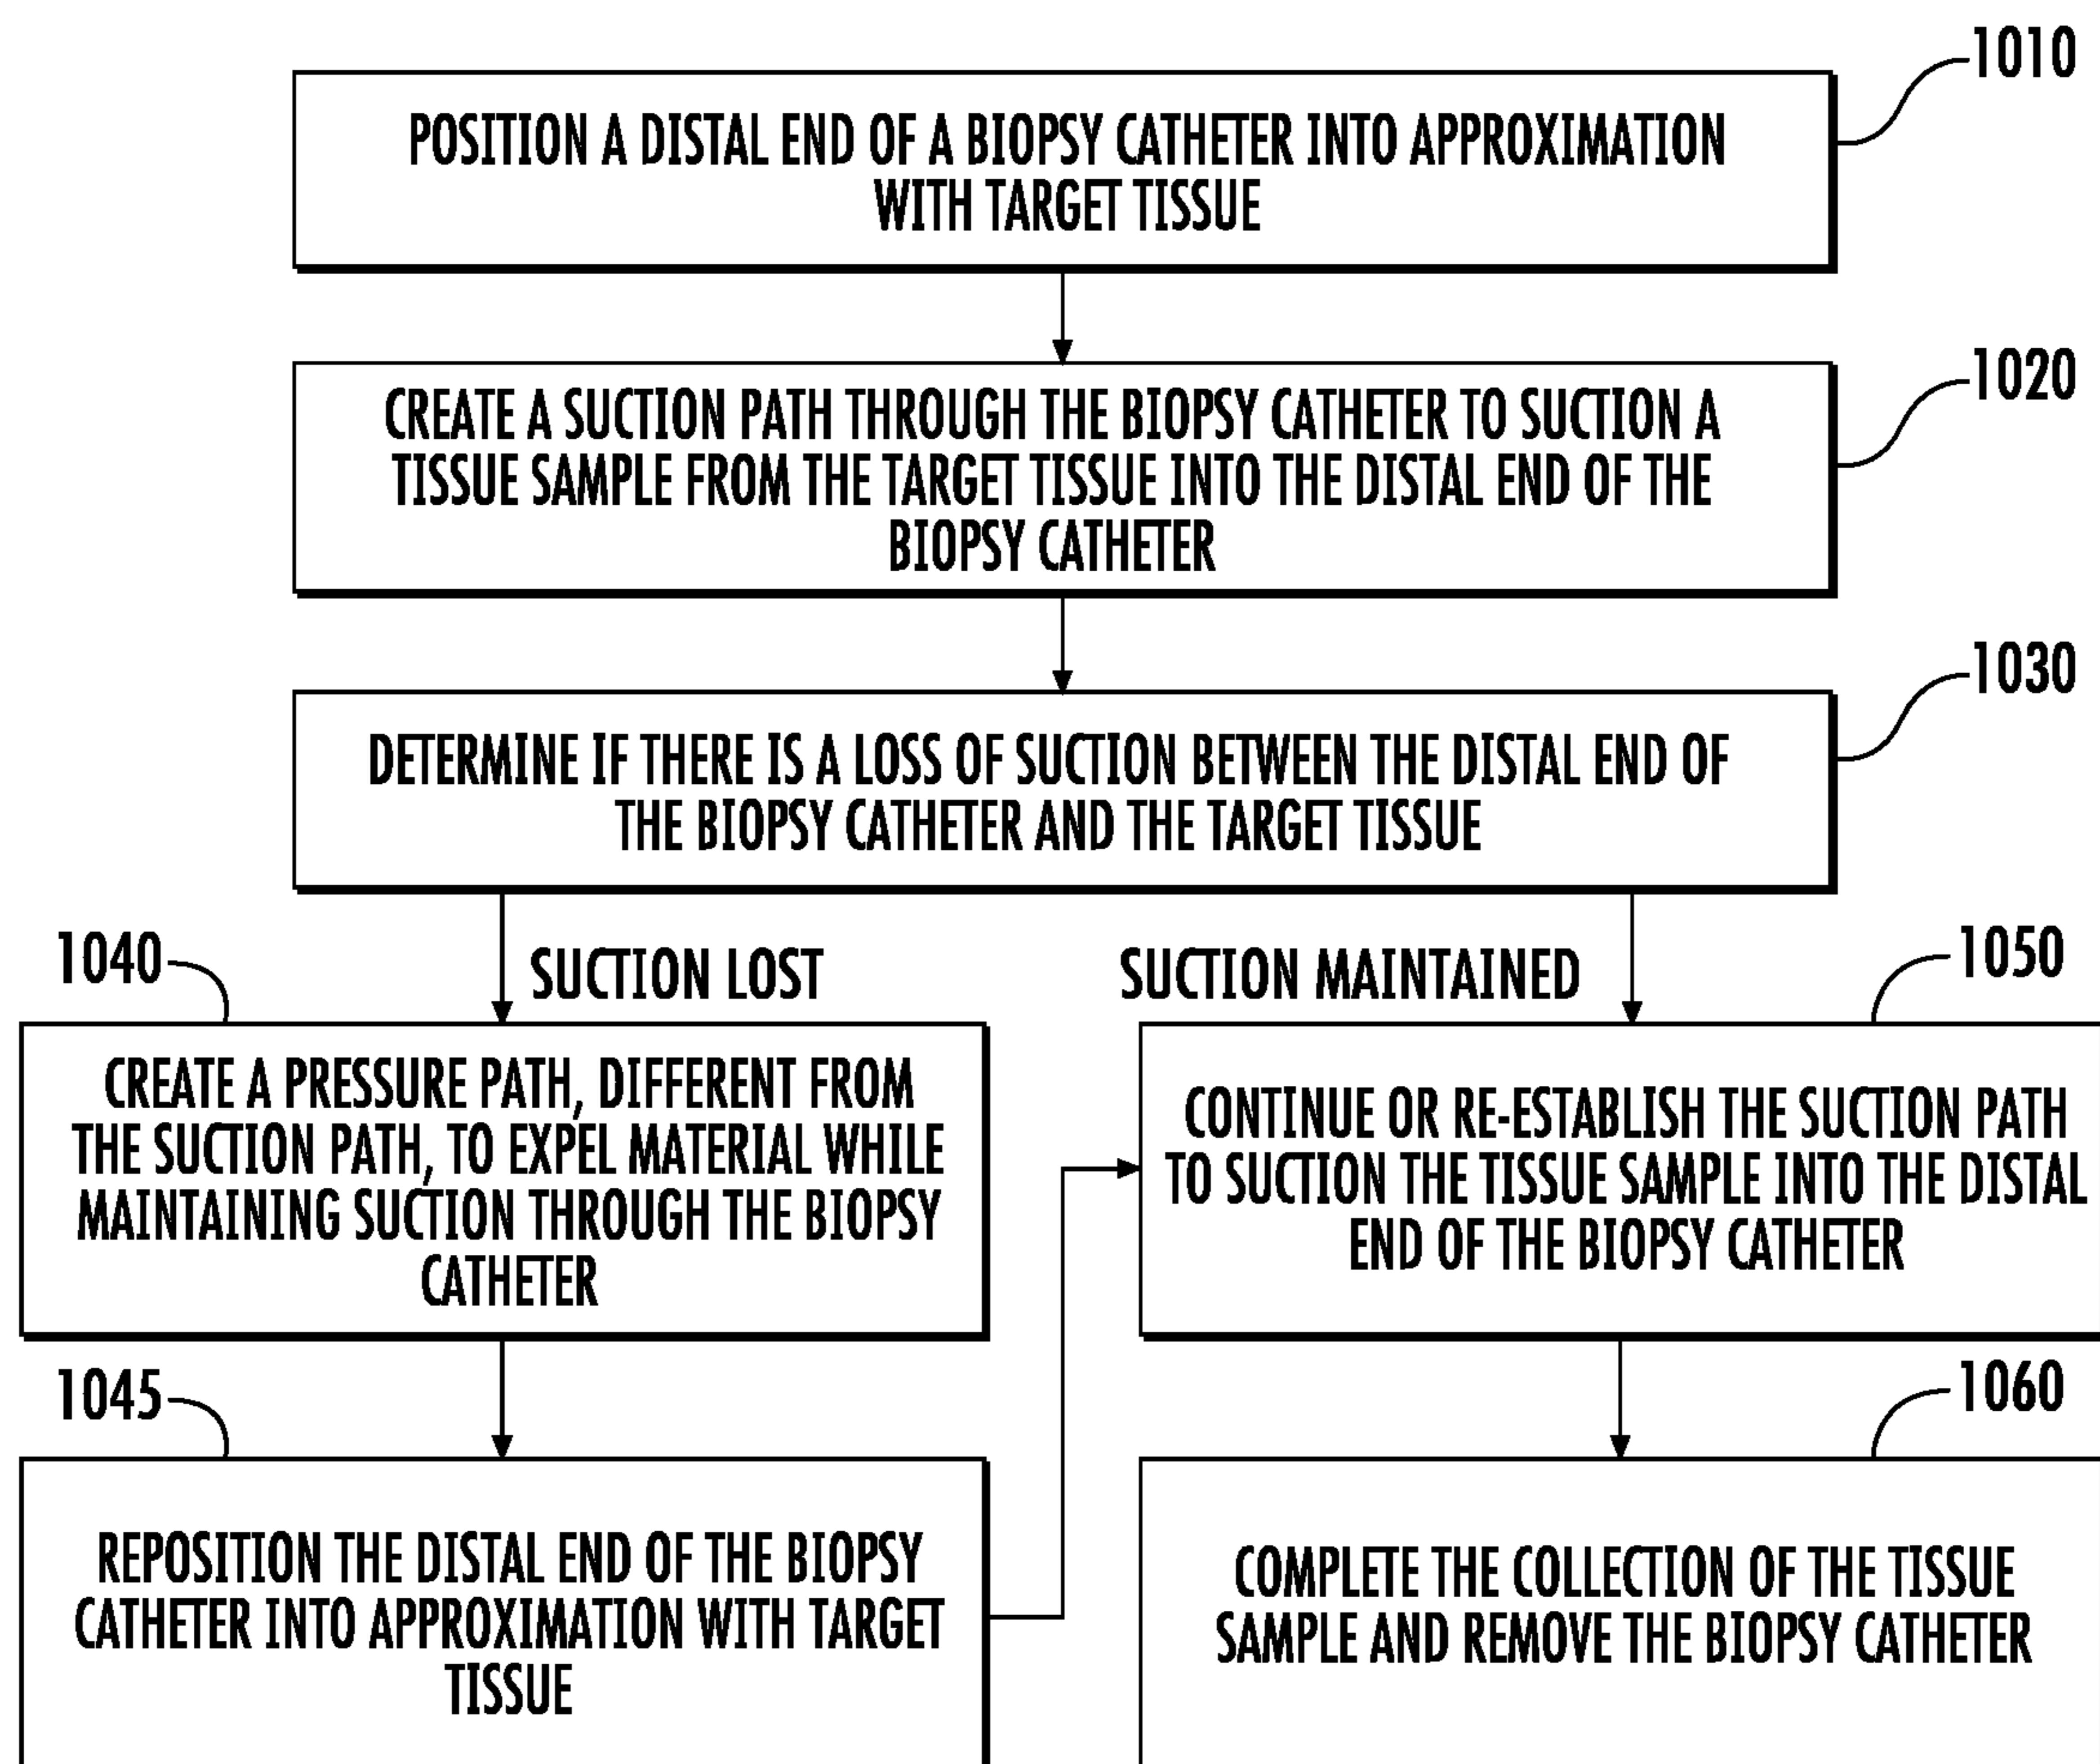 1010
POSITION A DISTAL END OF A BIOPSY CATHETER INTO APPROXIMATION
WITH TARGET TISSUE
1020
CREATE A SUCTION PATH THROUGH THE BIOPSY CATHETER TO SUCTION A
TISSUE SAMPLE FROM THE TARGET TISSUE INTO THE DISTAL END OF THE
BIOPSY CATHETER
1030
DETERMINE IF THERE IS A LOSS OF SUCTION BETWEEN THE DISTAL END OF
THE BIOPSY CATHETER AND THE TARGET TISSUE
SUCTION LOST
1040
CREATE A PRESSURE PATH, DIFFERENT FROM
THE SUCTION PATH, TO EXPEL MATERIAL WHILE
MAINTAINING SUCTION THROUGH THE BIOPSY
CATHETER
1045
REPOSITION THE DISTAL END OF THE BIOPSY
CATHETER INTO APPROXIMATION WITH TARGET
TISSUE
SUCTION MAINTAINED
1050
CONTINUE OR RE-ESTABLISH THE SUCTION PATH
TO SUCTION THE TISSUE SAMPLE INTO THE DISTAL
END OF THE BIOPSY CATHETER
1060
COMPLETE THE COLLECTION OF THE TISSUE
SAMPLE AND REMOVE THE BIOPSY CATHETER